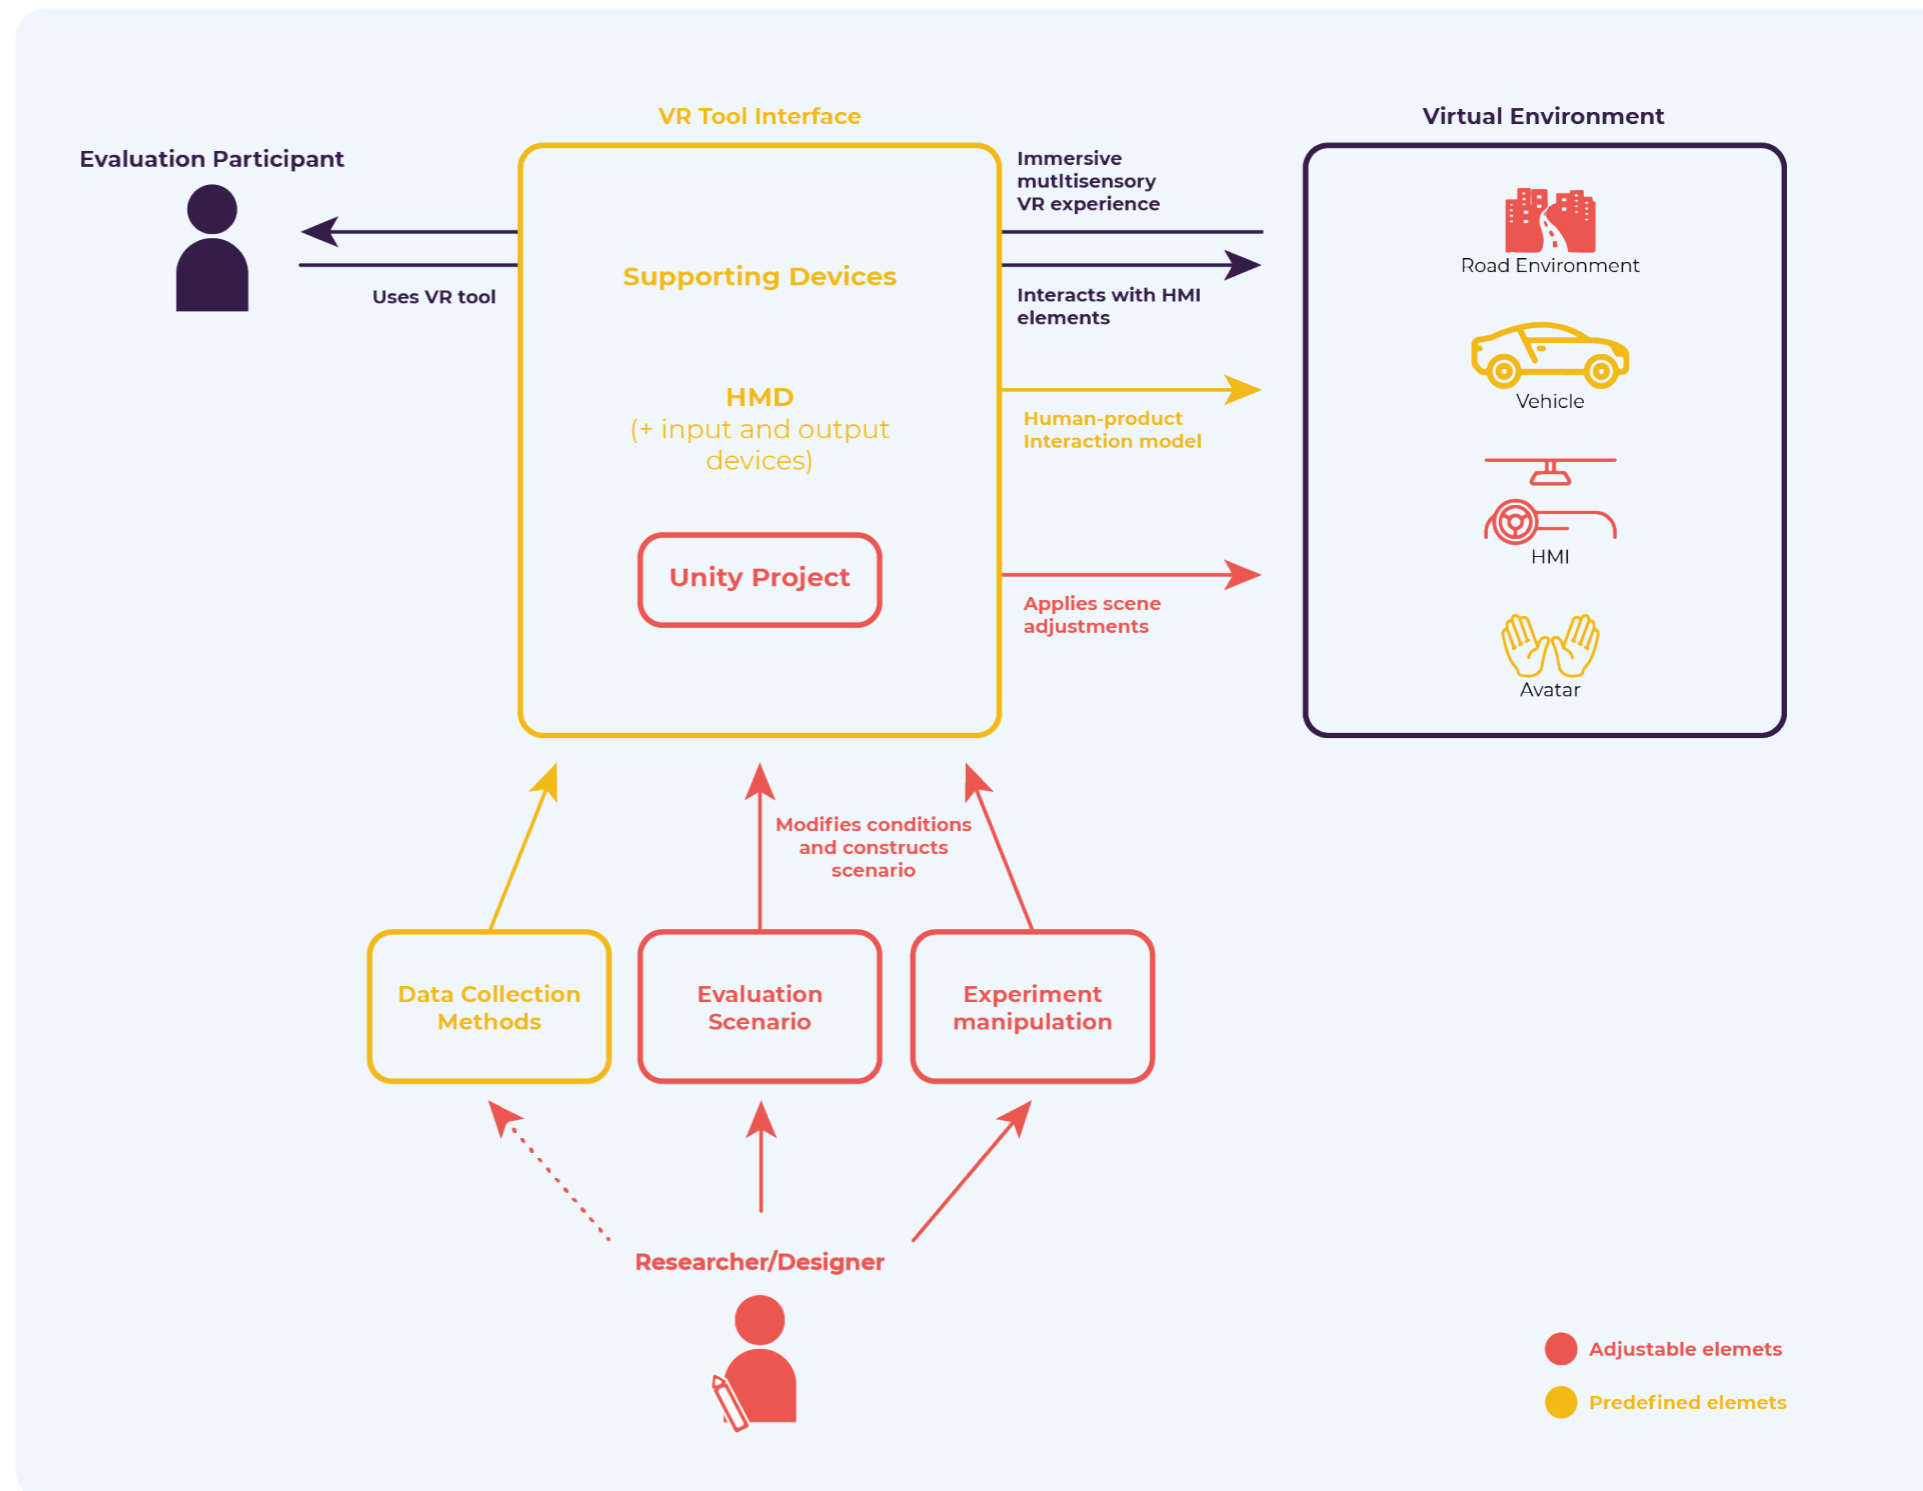 VR Tool Interface
Virtual Environment
Evaluation Participant
Immersive
mutltisensory
VR experience
Uses VR tool
Supporting Devices
Interacts with HMI
elements
Road Environment
HMD
(+ input and output
devices)
Human-product
Interaction model
Vehicle
Unity Project
HMI
Applies scene
adjustments
Avatar
Modifies conditions
and constructs
scenario
Data Collection
Methods
Evaluation
Scenario
Experiment
manipulation
Researcher/Designer
Adjustable elemets
Predefined elemets